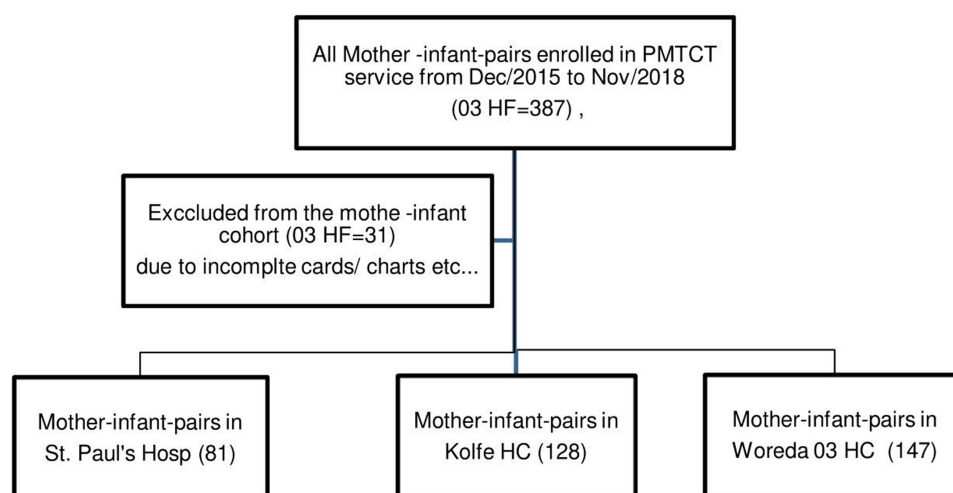 All Mother -infant-pairs enrolled in PMTCT
service from Dec/2015 to Nov/2018
(03 HF=387) ,
Exccluded from the mothe -infant
cohort (03 HF=31)
due to incomplte cards/ charts etc...
Mother-infant-pairs in
St. Paul's Hosp (81)
Mother-infant-pairs in
Kolfe HC (128)
Mother-infant-pairs in
Woreda 03 HC (147)